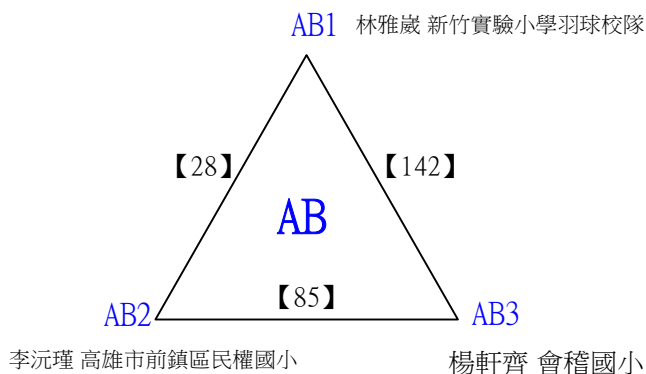 AB1 林雅崴 新竹實驗小學羽球校隊
【28】 【142】
AB
【85】
AB2 AB3
李沅瑾 高雄市前鎮區民權國小 楊軒齊 會稽國小